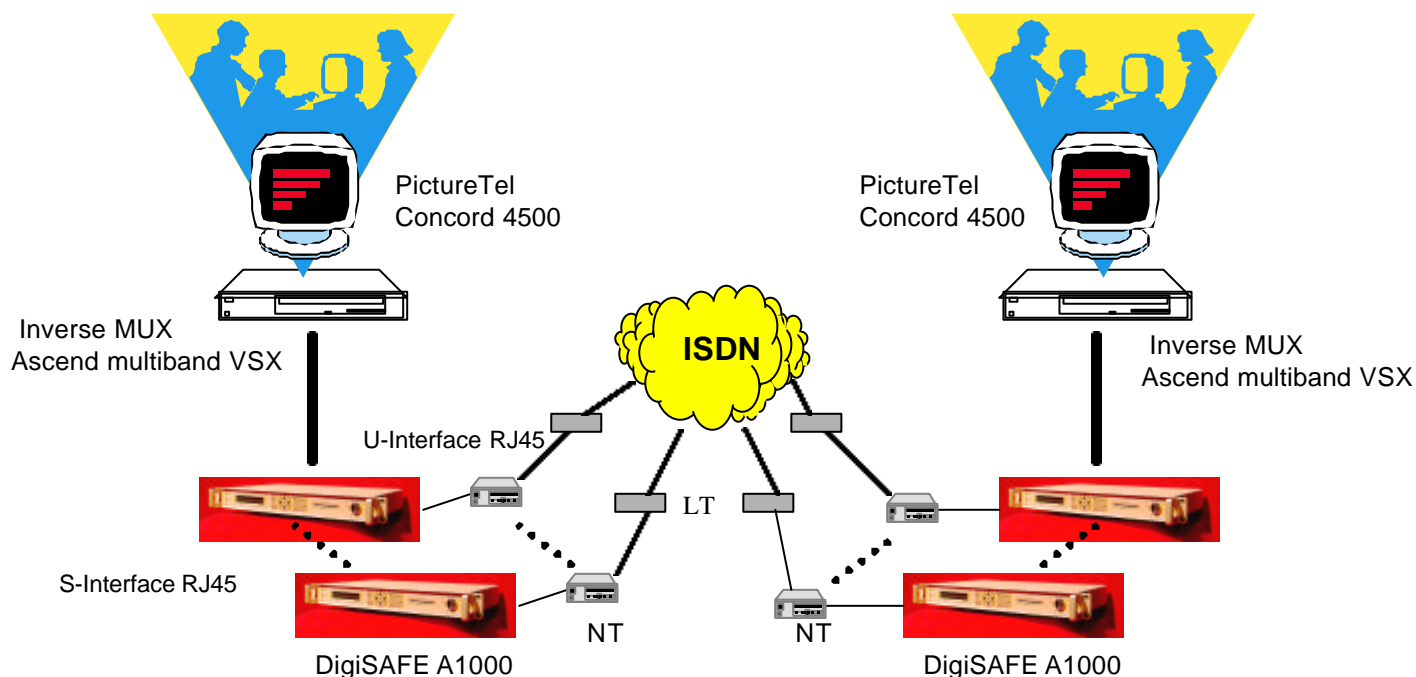 PictureTel
Concord 4500
PictureTel
Concord 4500
Inverse MUX
Ascend multiband VSX
ISDN
Inverse MUX
Ascend multiband VSX
U-Interface RJ45
LT
S-Interface RJ45
NT
NT
DigiSAFE A1000
DigiSAFE A1000